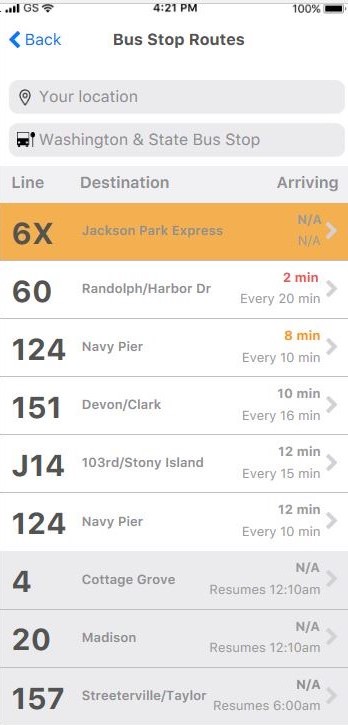 GS 4:21 PM 100%
Back Bus Stop Routes
Your location
Washington & State Bus Stop
Line Destination Arriving
6X Jackson Park Express N/A
N/A
60 Randolph/Harbor Dr 2 min
Every 20 min
124 Navy Pier 8 min
Every 10 min
151 Devon/Clark 10 min
Every 16 min
J14 103rd/Stony Island 12 min
Every 15 min
124 Navy Pier 12 min
Every 10 min
4 Cottage Grove N/A
Resumes 12:10am
20 Madison N/A
Resumes 12:10am
157 Streeterville/Taylor N/A
Resumes 6:00am